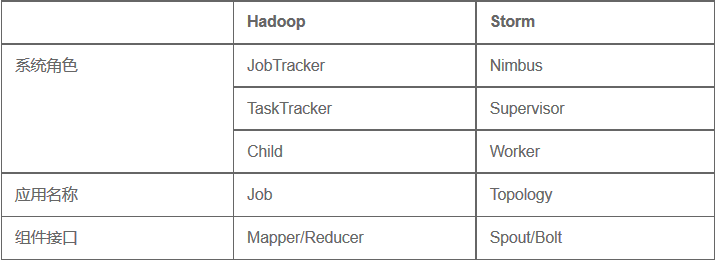 Hadoop Storm
系统角色 JobTracker Nimbus
TaskTracker Supervisor
Child Worker
应用名称 Job Topology
组件接口 Mapper/Reducer Spout/Bolt